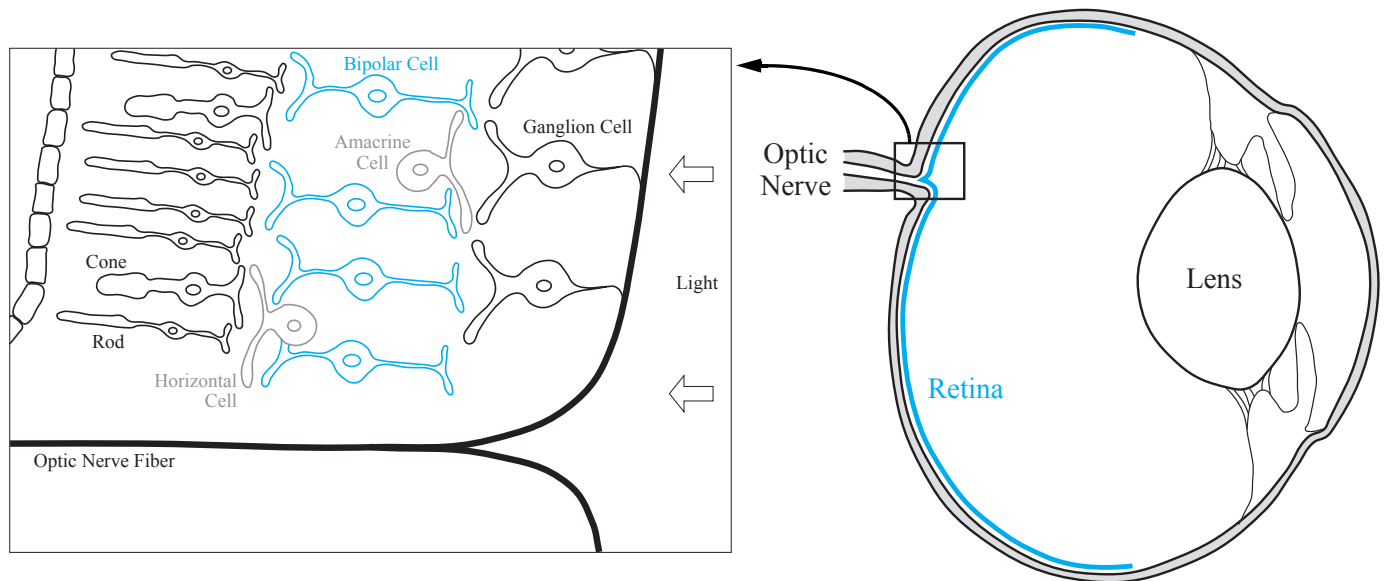 Bipolar Cell
Amacrine
Cell
Ganglion Cell
Cone
Rod
Horizontal
Cell
Light
Optic Nerve Fiber
Optic
Nerve
Lens
Retina